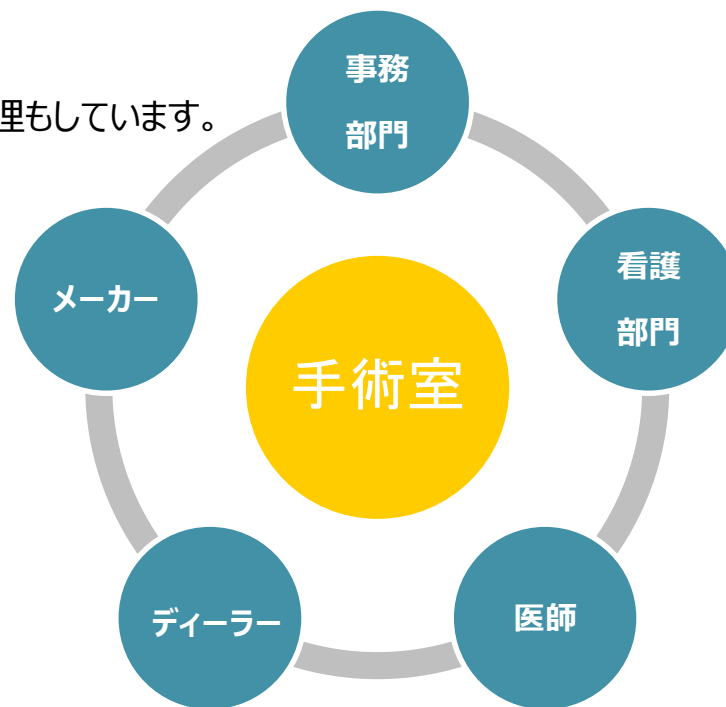 事務
部門
理もしています。
看護
部門
メーカー
手術室
ディーラー
医師